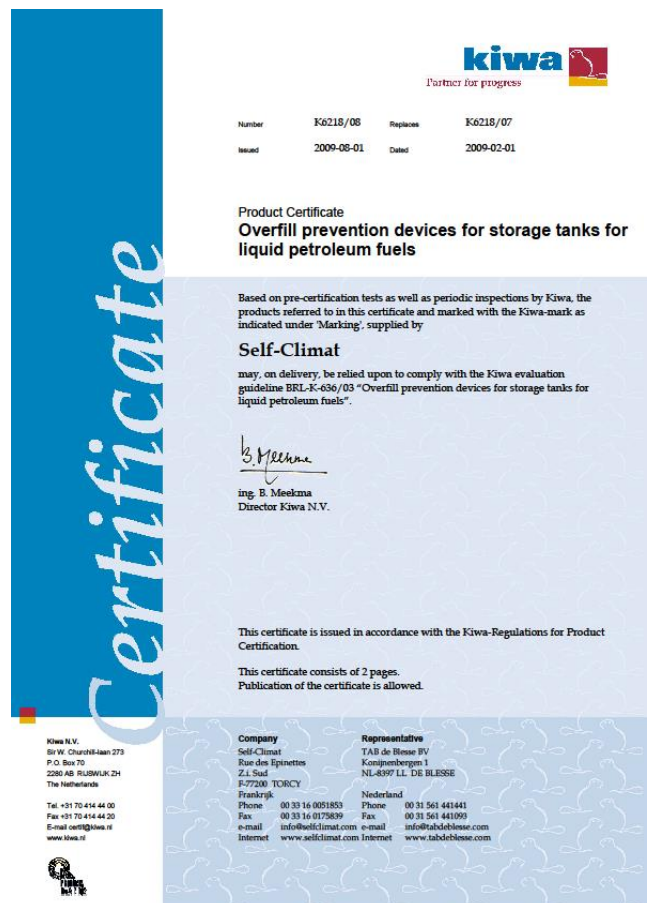 Certificate
kiwa
Partner for progress
Number K6218/08 Replaces K6218/07
Issued 2009-08-01 Dated 2009-02-01
Product Certificate
Overfill prevention devices for storage tanks for
liquid petroleum fuels
Based on pre-certification tests as well as periodic inspections by Kiwa, the
products referred to in this certificate and marked with the Kiwa-mark as
indicated under 'Marking', supplied by
Self-Climat
may, on delivery, be relied upon to comply with the Kiwa evaluation
guideline BRL-K-636/03 “Overfill prevention devices for storage tanks for
liquid petroleum fuels”.
B. Meekma
ing. B. Meekma
Director Kiwa N.V.
This certificate is issued in accordance with the Kiwa-Regulations for Product
Certification.
This certificate consists of 2 pages.
Publication of the certificate is allowed.
Kiwa N.V.
Sir W. Churchill-laan 273
P.O. Box 70
2280 AB RIJSWIJK ZH
The Netherlands
Tel. +31 70 414 44 00
Fax +31 70 414 44 20
E-mail certif@kiwa.nl
www.kiwa.nl
Company Representative
Self-Climat TAB de Blesse BV
Rue des Epinettes Konijnenbergen 1
Z.i. Sud NL-8397 LL DE BLESSE
F-77200 TORCY
Frankrijk Nederland
Phone 00 33 16 0051853 Phone 00 31 561 441441
Fax 00 33 16 0175839 Fax 00 31 561 441093
e-mail info@selfclimat.com e-mail info@tabdeblesse.com
Internet www.selfclimat.com Internet www.tabdeblesse.com